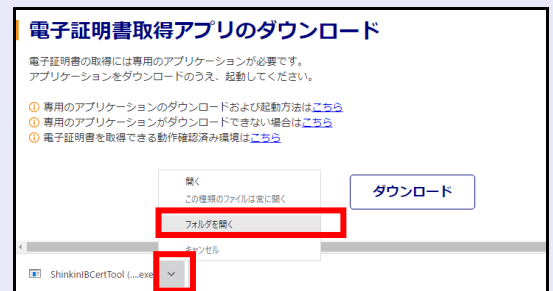 電子証明書取得アプリのダウンロード
電子証明書の取得には専用のアプリケーションが必要です。
アプリケーションをダウンロードのうえ、起動してください。
専用のアプリケーションのダウンロードおよび起動方法はこちら
専用のアプリケーションがダウンロードできない場合はこちら
電子証明書を取得できる動作確認済み環境はこちら
開く
この種類のファイルは常に開く
フォルダを開く
キャンセル
ダウンロード
ShinkinIBCertTool (....exe